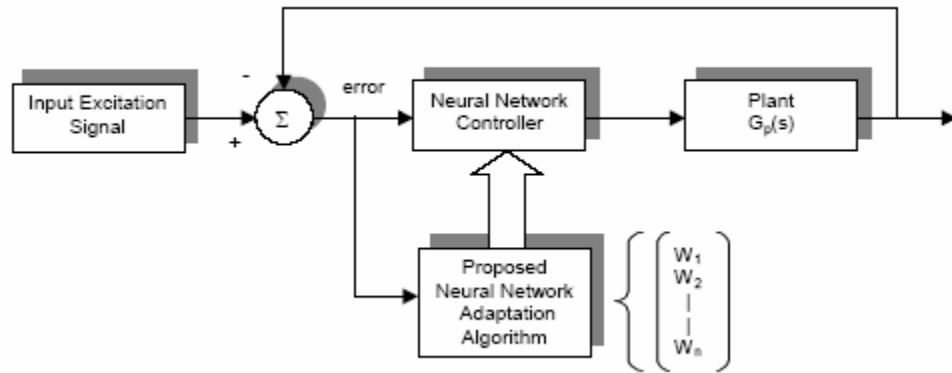 Input Excitation
Signal
-
+
Σ
error
Neural Network
Controller
Plant
Gₚ(s)
Proposed
Neural Network
Adaptation
Algorithm
W₁
W₂
|
|
Wₙ